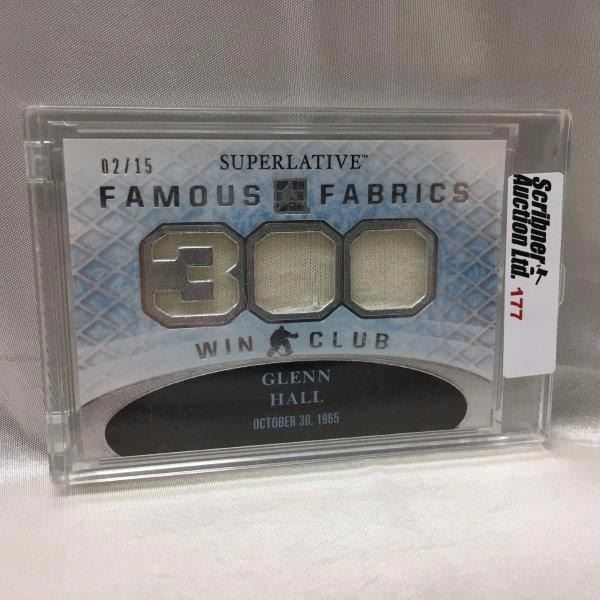 02/15
SUPERLATIVE™
FAMOUS FABRICS
300
WIN CLUB
GLENN
HALL
OCTOBER 30, 1965
Scribner
Auction Ltd.
177